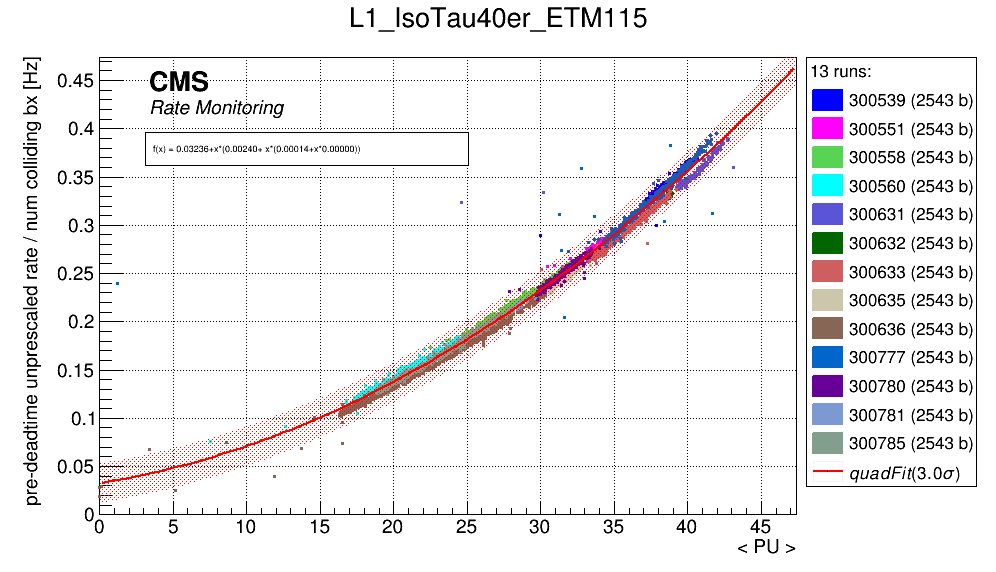 L1_IsoTau40er_ETM115
pre-deadtime unprescaled rate / num colliding bx [Hz]
CMS
Rate Monitoring
f(x) = 0.03236+x*(0.00240+ x*(0.00014+x*0.00000))
0.45
0.4
0.35
0.3
0.25
0.2
0.15
0.1
0.05
0
0 5 10 15 20 25 30 35 40 45
< PU >
13 runs:
300539 (2543 b)
300551 (2543 b)
300558 (2543 b)
300560 (2543 b)
300631 (2543 b)
300632 (2543 b)
300633 (2543 b)
300635 (2543 b)
300636 (2543 b)
300777 (2543 b)
300780 (2543 b)
300781 (2543 b)
300785 (2543 b)
quadFit(3.0σ)